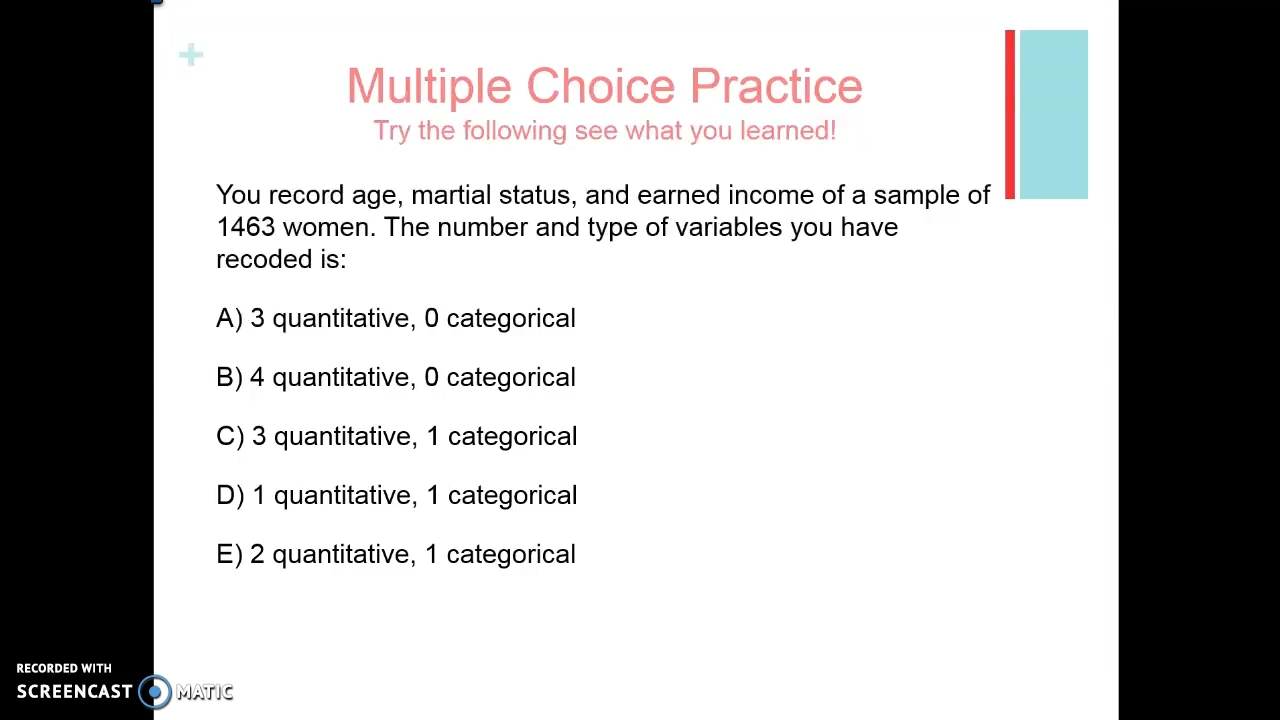 Multiple Choice Practice
Try the following see what you learned!
You record age, martial status, and earned income of a sample of
1463 women. The number and type of variables you have
recoded is:
A) 3 quantitative, 0 categorical
B) 4 quantitative, 0 categorical
C) 3 quantitative, 1 categorical
D) 1 quantitative, 1 categorical
E) 2 quantitative, 1 categorical
RECORDED WITH
SCREENCAST MATIC